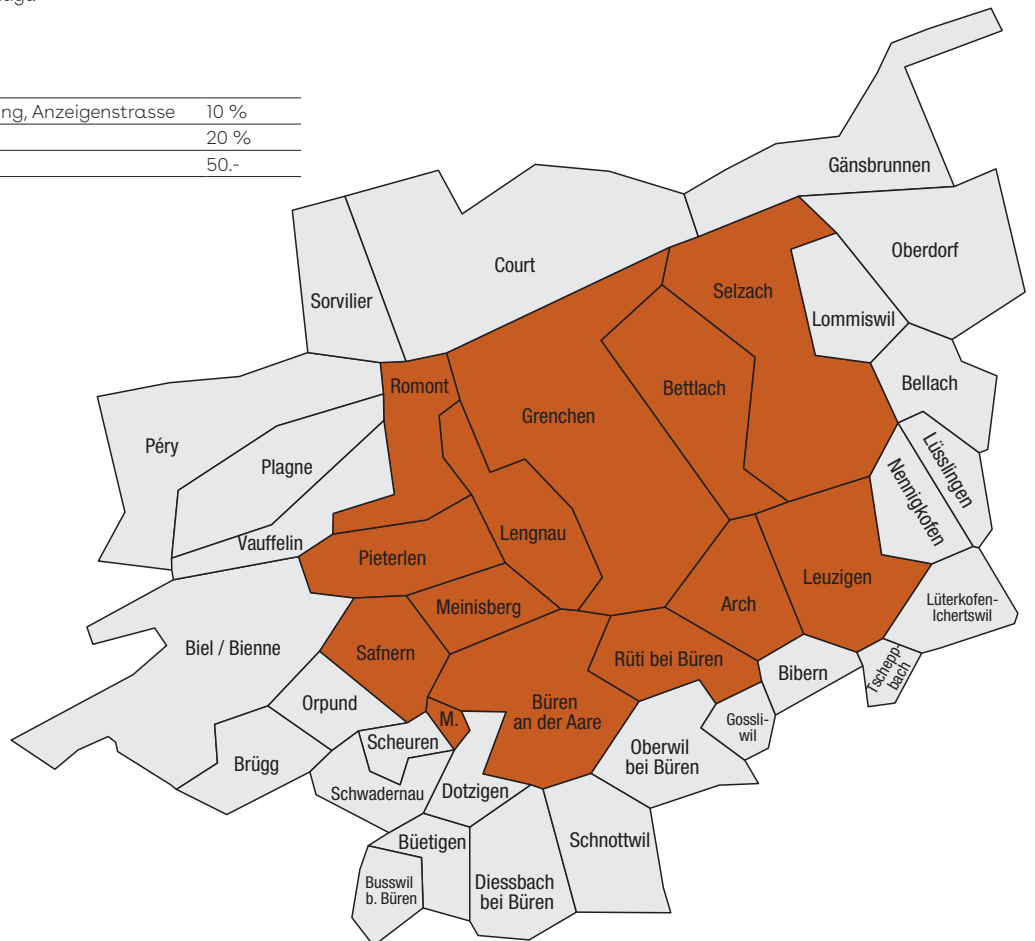 ng, Anzeigenstrasse 10 %
20 %
50.-
Gänsbrunnen
Oberdorf
Court
Selzach
Sorvilier
Lommiswil
Romont
Bettlach
Bellach
Grenchen
Péry
Plagne
Lüsslingen
Nennigkofen
Lengnau
Vauffelin
Pieterlen
Leuzigen
Meinisberg
Arch
Lüterkofen-
Ichertswil
Biel / Bienne
Safnern
Rüti bei Büren
Bibern
Tschepp-
bach
Orpund
Büren
an der Aare
M.
Gossli-
wil
Scheuren
Oberwil
bei Büren
Brügg
Schwadernau
Dotzigen
Büetigen
Schnottwil
Busswil
b. Büren
Diessbach
bei Büren